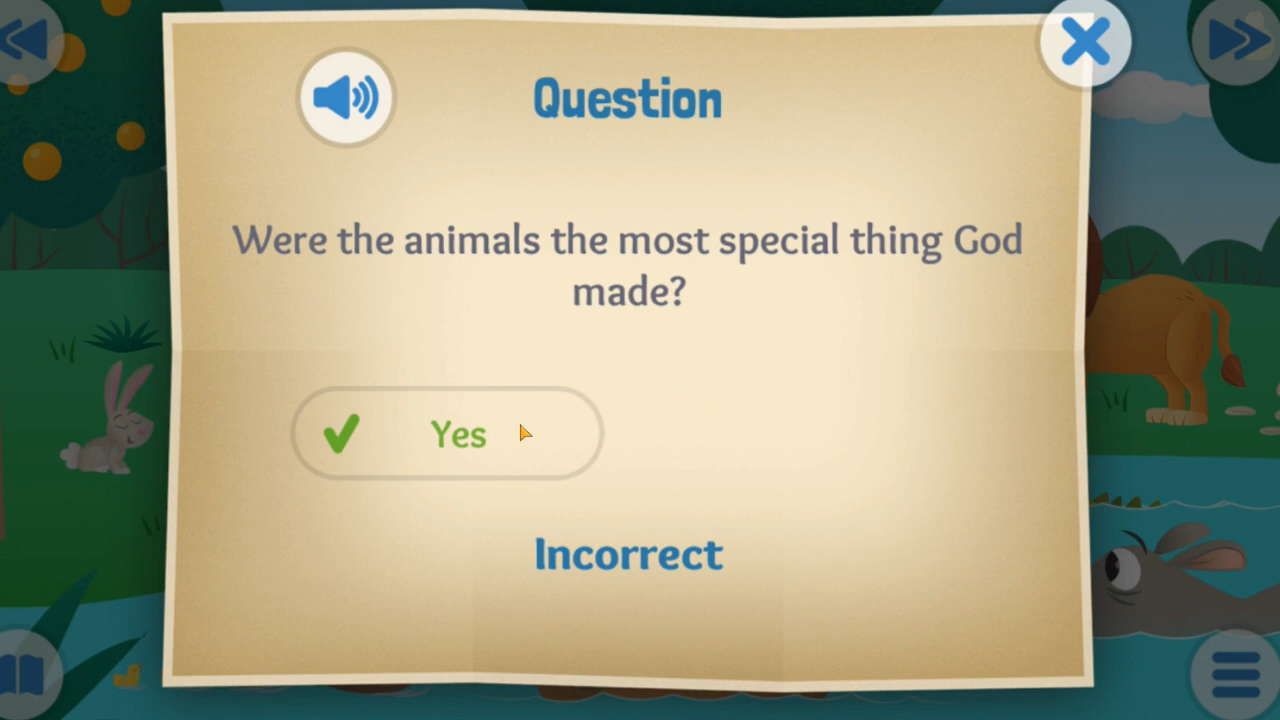 Question
Were the animals the most special thing God
made?
Yes
Incorrect